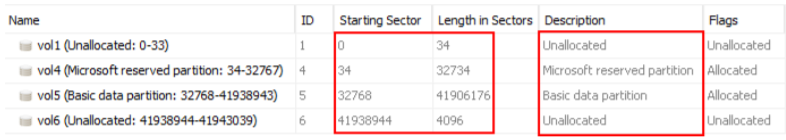 Name ID Starting Sector Length in Sectors Description Flags
vol1 (Unallocated: 0-33) 1 0 34 Unallocated Unallocated
vol4 (Microsoft reserved partition: 34-32767) 4 34 32734 Microsoft reserved partition Allocated
vol5 (Basic data partition: 32768-41938943) 5 32768 41906176 Basic data partition Allocated
vol6 (Unallocated: 41938944-41943039) 6 41938944 4096 Unallocated Unallocated